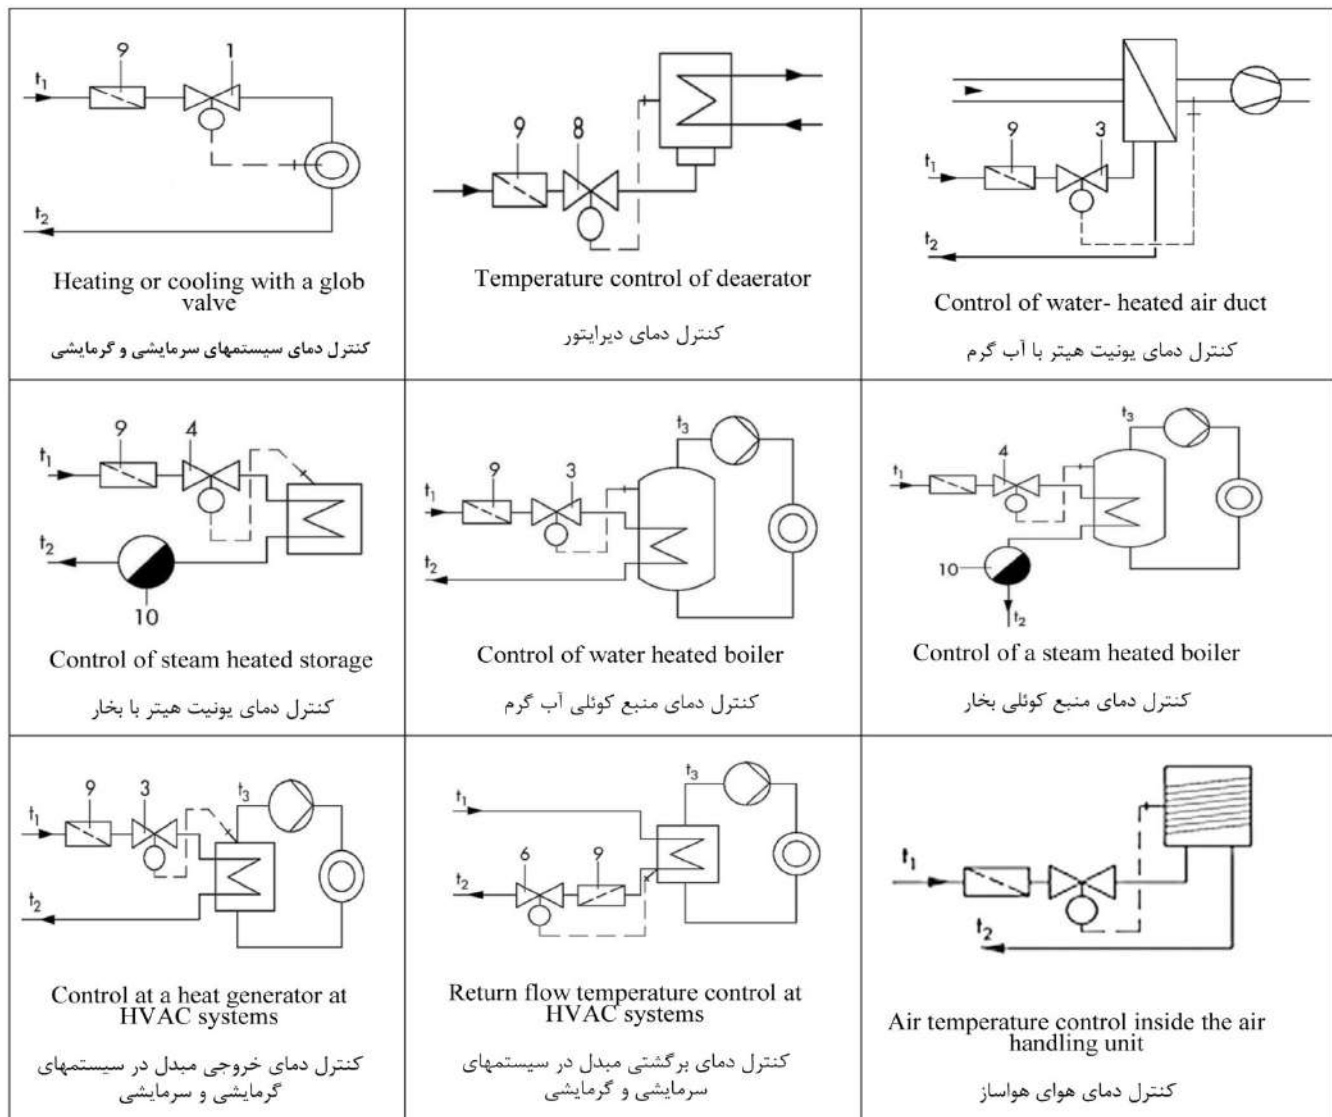 9 1
t₁
t₂
Heating or cooling with a glob
valve
کنترل دمای سیستمهای سرمایشی و گرمایشی
9 8
Temperature control of deaerator
کنترل دمای دیرایتور
9 3
t₁
t₂
Control of water- heated air duct
کنترل دمای یونیت هیتر با آب گرم
9 4
t₁
t₂
10
Control of steam heated storage
کنترل دمای یونیت هیتر با بخار
t₃
9 3
t₁
t₂
Control of water heated boiler
کنترل دمای منبع کوئلی آب گرم
t₃
4
t₁
10
t₂
Control of a steam heated boiler
کنترل دمای منبع کوئلی بخار
9 3 t₃
t₁
t₂
Control at a heat generator at
HVAC systems
کنترل دمای خروجی مبدل در سیستمهای
گرمایشی و سرمایشی
t₃
t₁
6 9
t₂
Return flow temperature control at
HVAC systems
کنترل دمای برگشتی مبدل در سیستمهای
سرمایشی و گرمایشی
t₁
t₂
Air temperature control inside the air
handling unit
کنترل دمای هوای هواساز